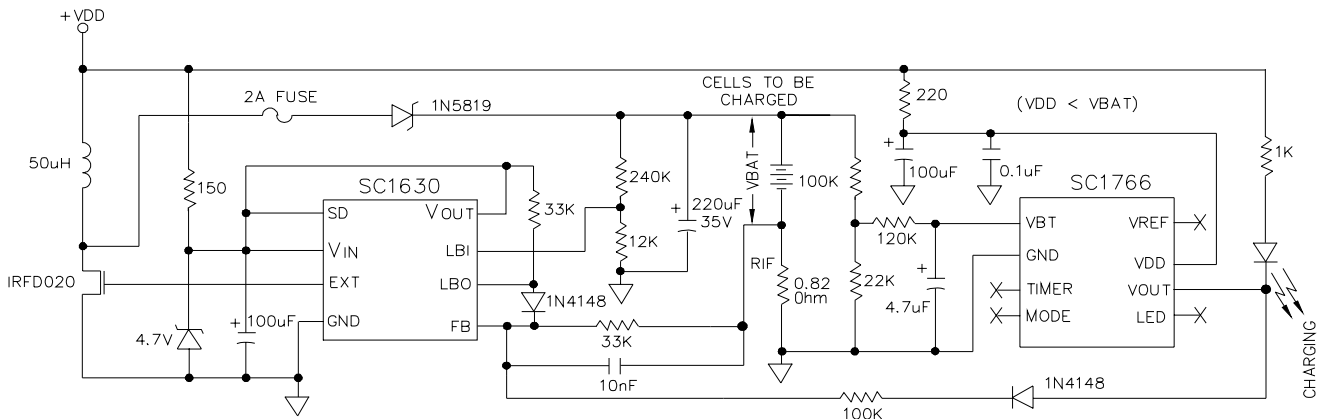 +VDD
CELLS TO BE
CHARGED
2A FUSE
1N5819
220
(VDD < VBAT)
50uH
150
SC1630
33K
240K
220uF
35V
+
VBAT
100K
+
100uF
0.1uF
1K
SC1766
SD
VOUT
VIN
LBI
12K
120K
VBT
VREF
GND
VDD
IRFD020
EXT
LBO
1N4148
RIF
0.82
Ohm
22K
+
4.7uF
TIMER
VOUT
MODE
LED
4.7V
+
100uF
GND
FB
33K
10nF
100K
1N4148
CHARGING